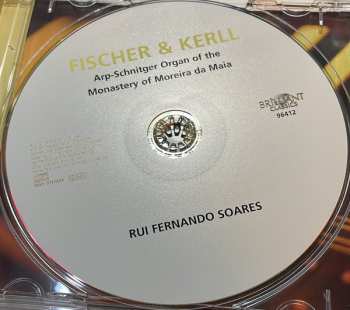 FISCHER & KERLL
Arp-Schnitger Organ of the
Monastery of Moreira da Maia
BRILLIANT
CLASSICS
96412
RUI FERNANDO SOARES